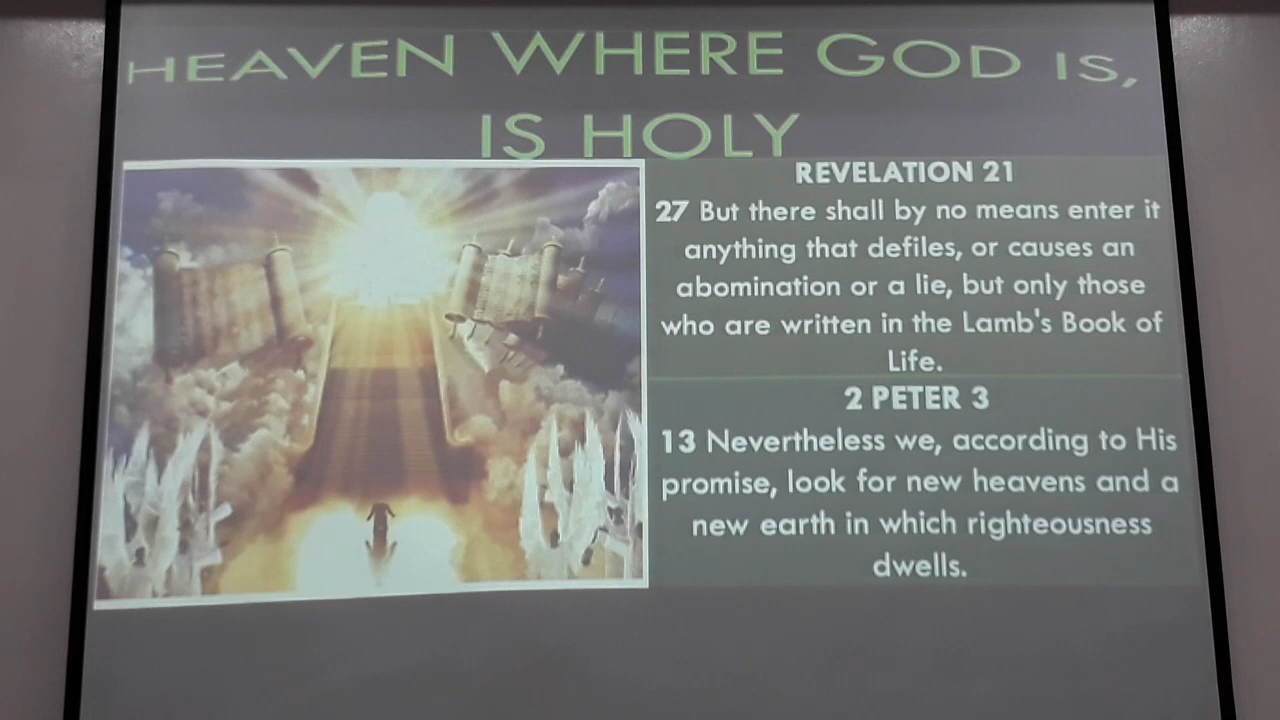 HEAVEN WHERE GOD IS,
IS HOLY
REVELATION 21
27 But there shall by no means enter it
anything that defiles, or causes an
abomination or a lie, but only those
who are written in the Lamb's Book of
Life.
2 PETER 3
13 Nevertheless we, according to His
promise, look for new heavens and a
new earth in which righteousness
dwells.